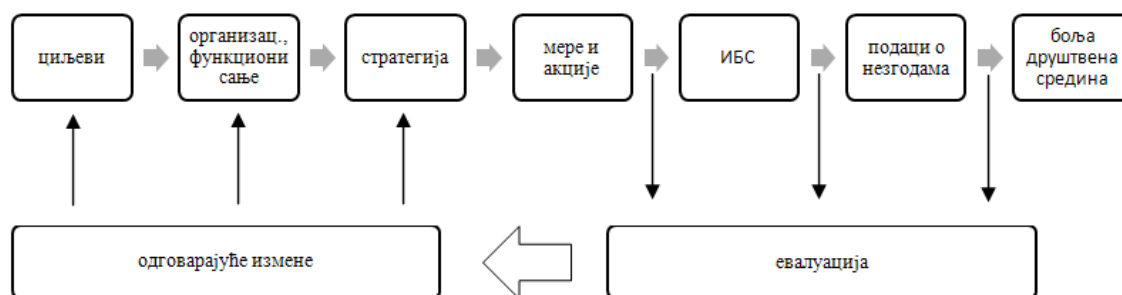 циљеви
организац.,
функциони
сање
стратегија
мере и
акције
ИБС
подаци о
незгодама
боља
друштвена
средина
одговарајуће измене
евалуација